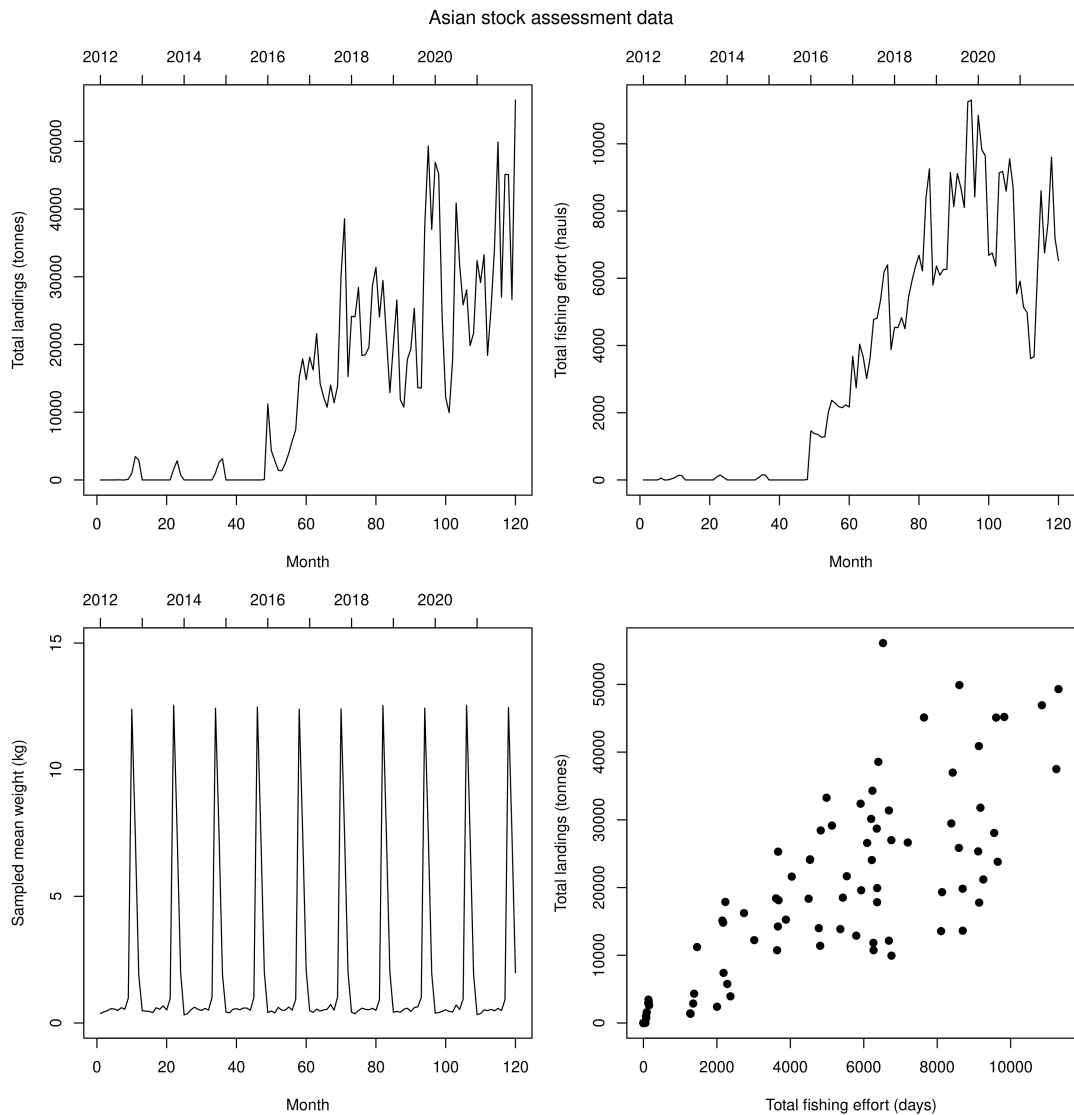 Asian stock assessment data
2012 2014 2016 2018 2020
Total landings (tonnes)
0 10000 20000 30000 40000 50000
0 20 40 60 80 100 120
Month
2012 2014 2016 2018 2020
Total fishing effort (hauls)
0 2000 4000 6000 8000 10000
0 20 40 60 80 100 120
Month
2012 2014 2016 2018 2020
Sampled mean weight (kg)
0 5 10 15
0 20 40 60 80 100 120
Month
Total landings (tonnes)
0 10000 20000 30000 40000 50000
0 2000 4000 6000 8000 10000
Total fishing effort (days)